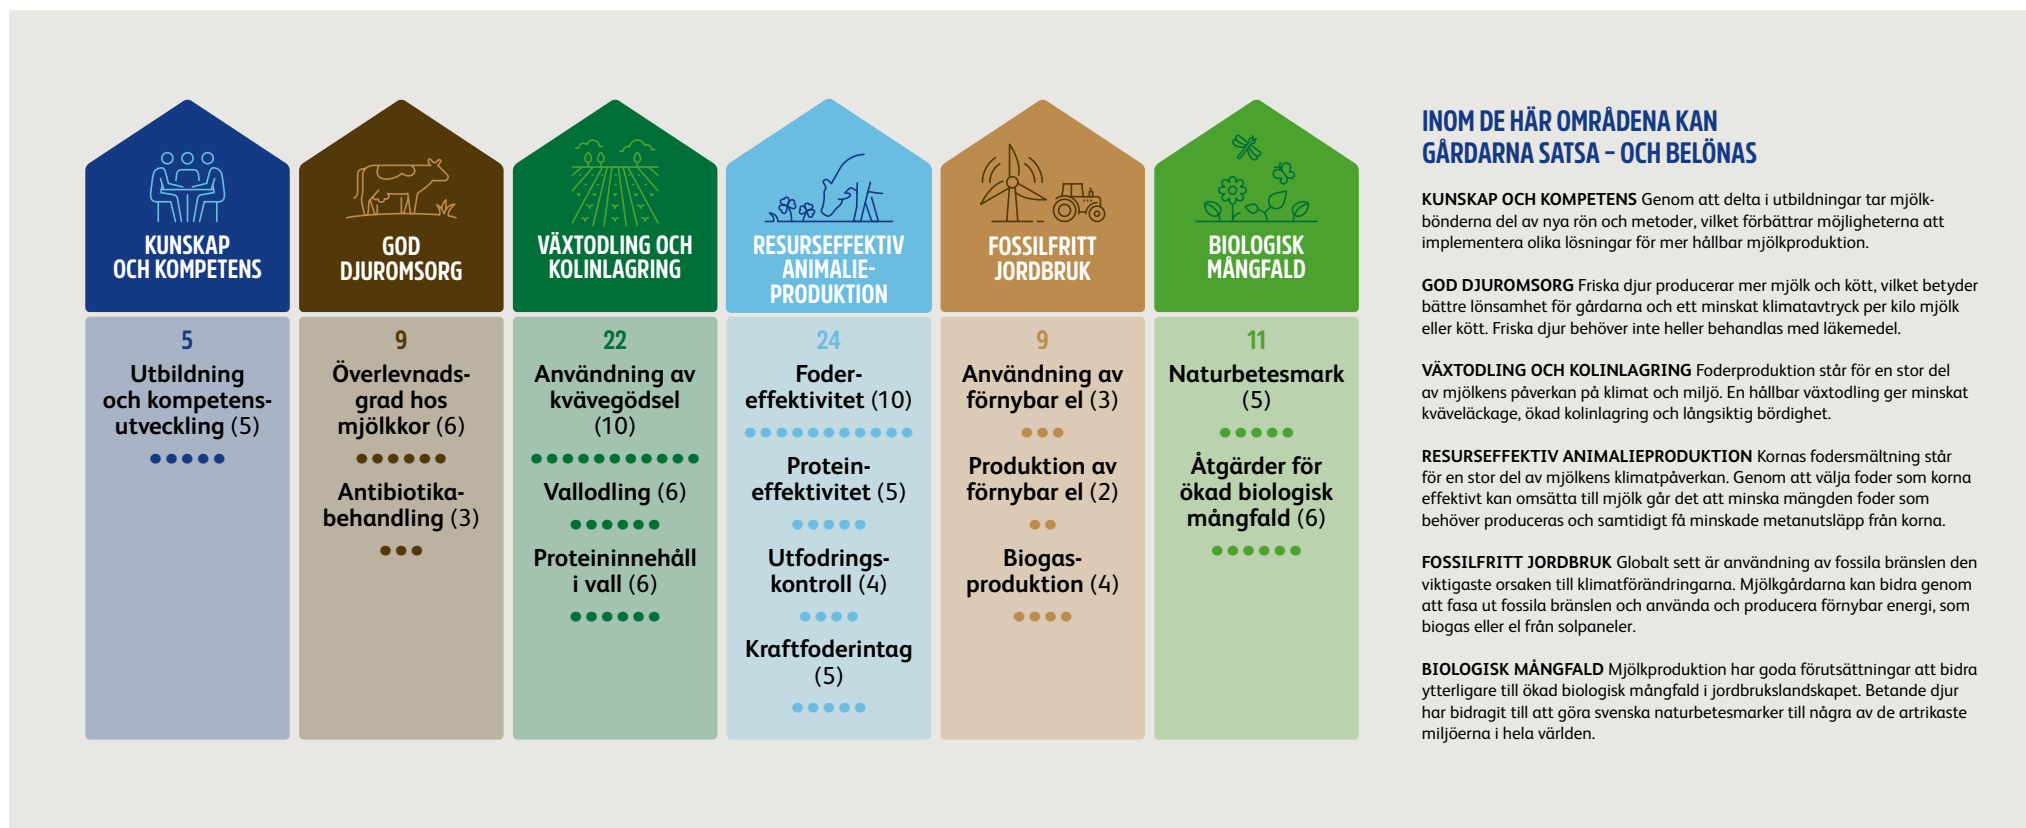 KUNSKAP
OCH KOMPETENS
5
Utbildning
och kompetens-
utveckling (5)
GOD
DJUROMSORG
9
Överlevnads-
grad hos
mjölkkor (6)
Antibiotika-
behandling (3)
VÄXTODLING OCH
KOLINLAGRING
22
Användning av
kvävegödsel
(10)
Vallodling (6)
Proteininnehåll
i vall (6)
RESURSEFFEKTIV
ANIMALIE-
PRODUKTION
24
Foder-
effektivitet (10)
Protein-
effektivitet (5)
Utfodrings-
kontroll (4)
Kraftfoderintag
(5)
FOSSILFRITT
JORDBRUK
9
Användning av
förnybar el (3)
Produktion av
förnybar el (2)
Biogas-
produktion (4)
BIOLOGISK
MÅNGFALD
11
Naturbetesmark
(5)
Åtgärder för
ökad biologisk
mångfald (6)
INOM DE HÄR OMRÅDENA KAN
GÅRDARNA SATSA – OCH BELÖNAS
KUNSKAP OCH KOMPETENS Genom att delta i utbildningar tar mjölk-
bönderna del av nya rön och metoder, vilket förbättrar möjligheterna att
implementera olika lösningar för mer hållbar mjölkproduktion.
GOD DJUROMSORG Friska djur producerar mer mjölk och kött, vilket betyder
bättre lönsamhet för gårdarna och ett minskat klimatavtryck per kilo mjölk
eller kött. Friska djur behöver inte heller behandlas med läkemedel.
VÄXTODLING OCH KOLINLAGRING Foderproduktion står för en stor del
av mjölkens påverkan på klimat och miljö. En hållbar växtodling ger minskat
kväveläckage, ökad kolinlagring och långsiktig bördighet.
RESURSEFFEKTIV ANIMALIEPRODUKTION Kornas fodersmältning står
för en stor del av mjölkens klimatpåverkan. Genom att välja foder som korna
effektivt kan omsätta till mjölk går det att minska mängden foder som
behöver produceras och samtidigt få minskade metanutsläpp från korna.
FOSSILFRITT JORDBRUK Globalt sett är användning av fossila bränslen den
viktigaste orsaken till klimatförändringarna. Mjölkgårdarna kan bidra genom
att fasa ut fossila bränslen och använda och producera förnybar energi, som
biogas eller el från solpaneler.
BIOLOGISK MÅNGFALD Mjölkproduktion har goda förutsättningar att bidra
ytterligare till ökad biologisk mångfald i jordbrukslandskapet. Betande djur
har bidragit till att göra svenska naturbetesmarker till några av de artrikaste
miljöerna i hela världen.